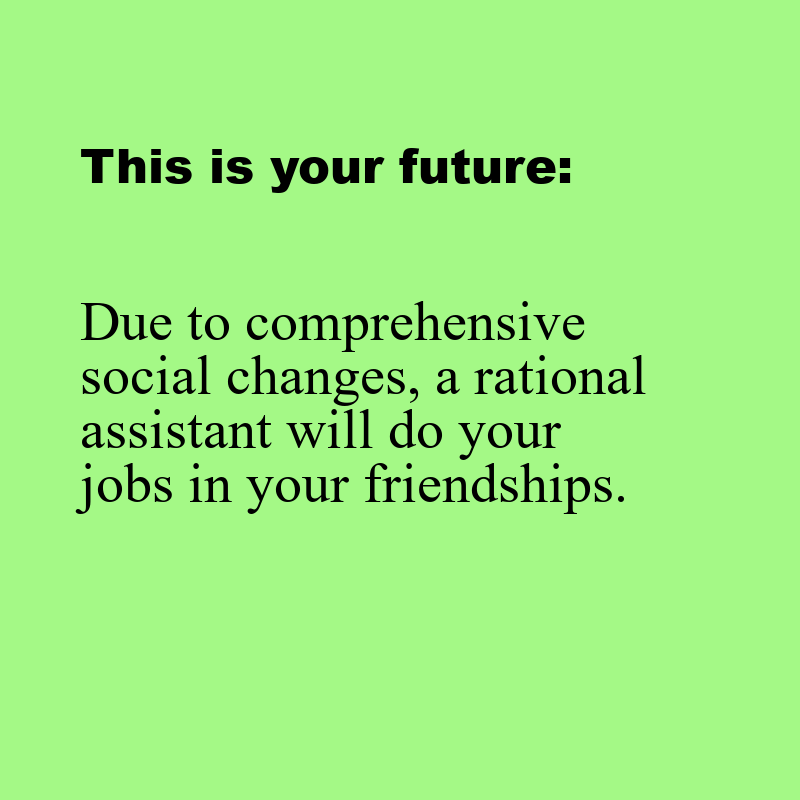 This is your future:
Due to comprehensive
social changes, a rational
assistant will do your
jobs in your friendships.